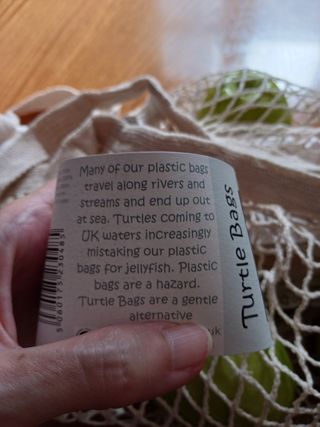 Many of our plastic bags
travel along rivers and
streams and end up out
at sea. Turtles coming to
UK waters increasingly
mistaking our plastic
bags for jellyfish. Plastic
bags are a hazard.
Turtle Bags are a gentle
alternative
uk
Turtle Bags
5060175230485